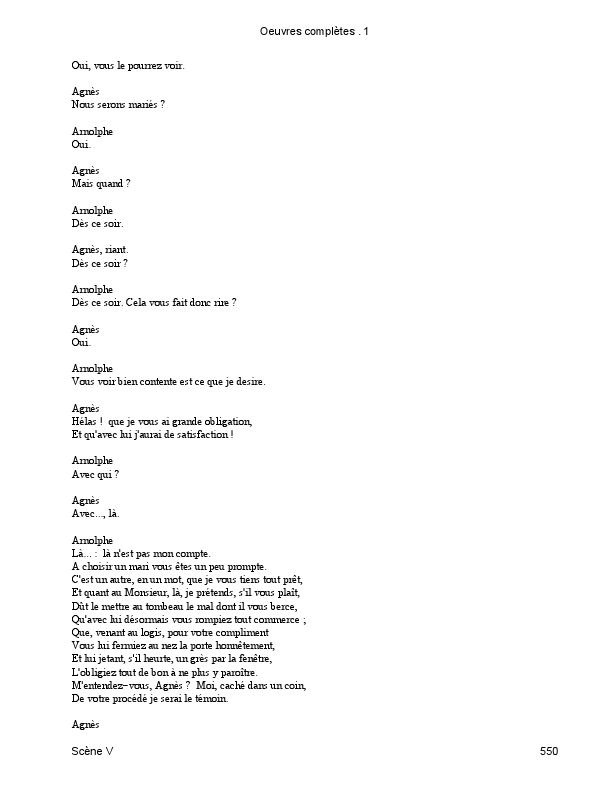 Oeuvres complètes . 1
Oui, vous le pourrez voir.
Agnès
Nous serons mariés ?
Arnolphe
Oui.
Agnès
Mais quand ?
Arnolphe
Dès ce soir.
Agnès, riant.
Dès ce soir ?
Arnolphe
Dès ce soir. Cela vous fait donc rire ?
Agnès
Oui.
Arnolphe
Vous voir bien contente est ce que je desire.
Agnès
Hélas !  que je vous ai grande obligation,
Et qu'avec lui j'aurai de satisfaction !
Arnolphe
Avec qui ?
Agnès
Avec..., là.
Arnolphe
Là... :  là n'est pas mon compte.
A choisir un mari vous êtes un peu prompte.
C'est un autre, en un mot, que je vous tiens tout prêt,
Et quant au Monsieur, là, je prétends, s'il vous plaît,
Dût le mettre au tombeau le mal dont il vous berce,
Qu'avec lui désormais vous rompiez tout commerce ;
Que, venant au logis, pour votre compliment
Vous lui fermiez au nez la porte honnêtement,
Et lui jetant, s'il heurte, un grès par la fenêtre,
L'obligiez tout de bon à ne plus y paroître.
M'entendez−vous, Agnès ?  Moi, caché dans un coin,
De votre procédé je serai le témoin.
Agnès
Scène V
550